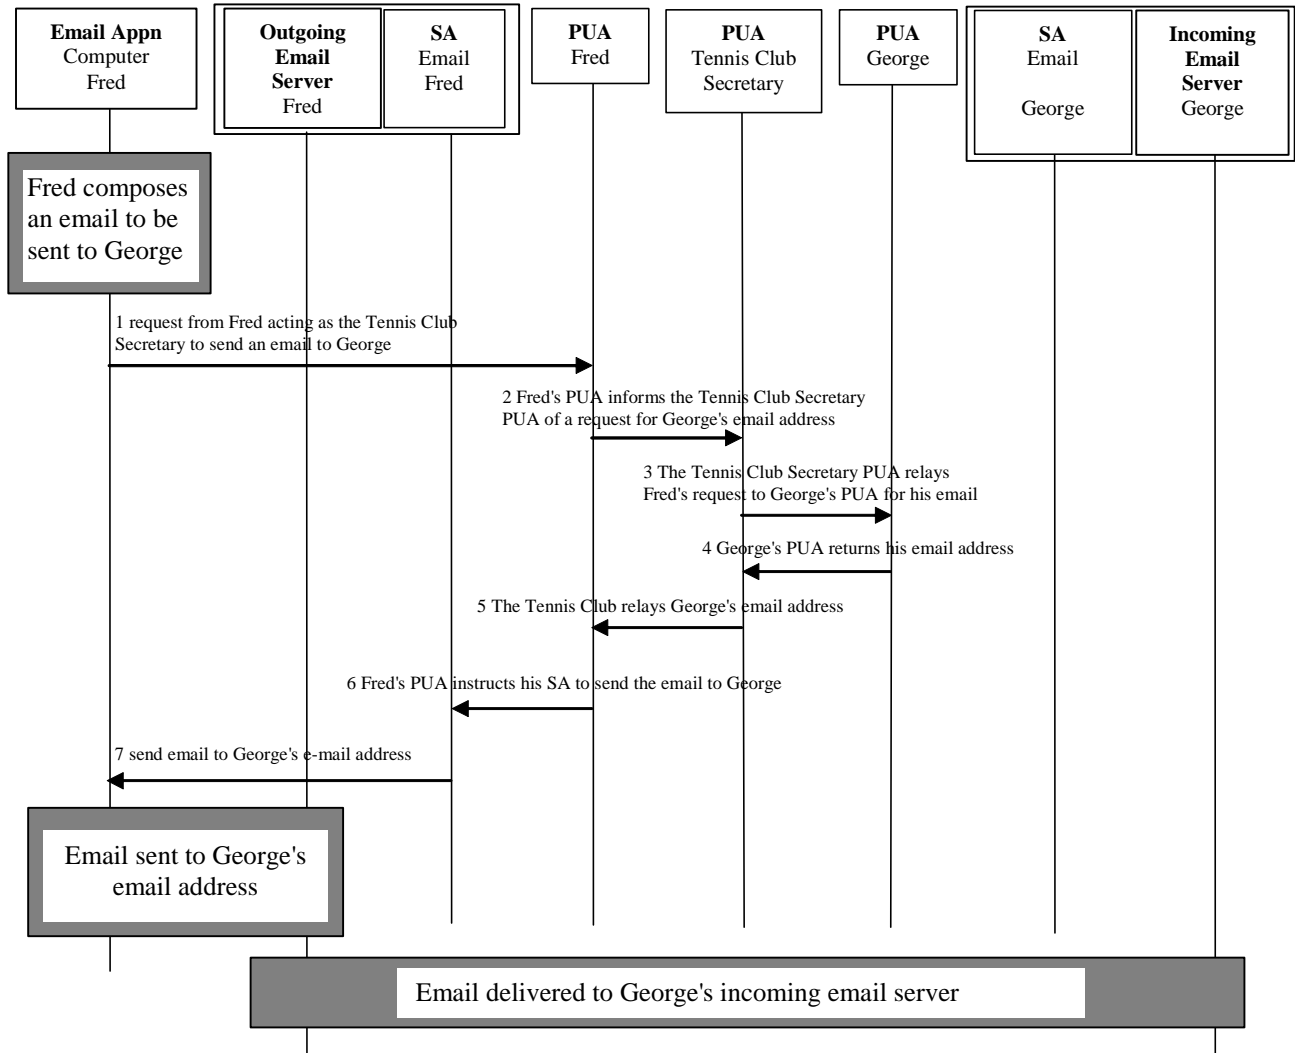 Email Appn
Computer
Fred
Outgoing
Email
Server
Fred
SA
Email
Fred
PUA
Fred
PUA
Tennis Club
Secretary
PUA
George
SA
Email
George
Incoming
Email
Server
George
Fred composes
an email to be
sent to George
1 request from Fred acting as the Tennis Club
Secretary to send an email to George
2 Fred's PUA informs the Tennis Club Secretary
PUA of a request for George's email address
3 The Tennis Club Secretary PUA relays
Fred's request to George's PUA for his email
4 George's PUA returns his email address
5 The Tennis Club relays George's email address
6 Fred's PUA instructs his SA to send the email to George
7 send email to George's e-mail address
Email sent to George's
email address
Email delivered to George's incoming email server